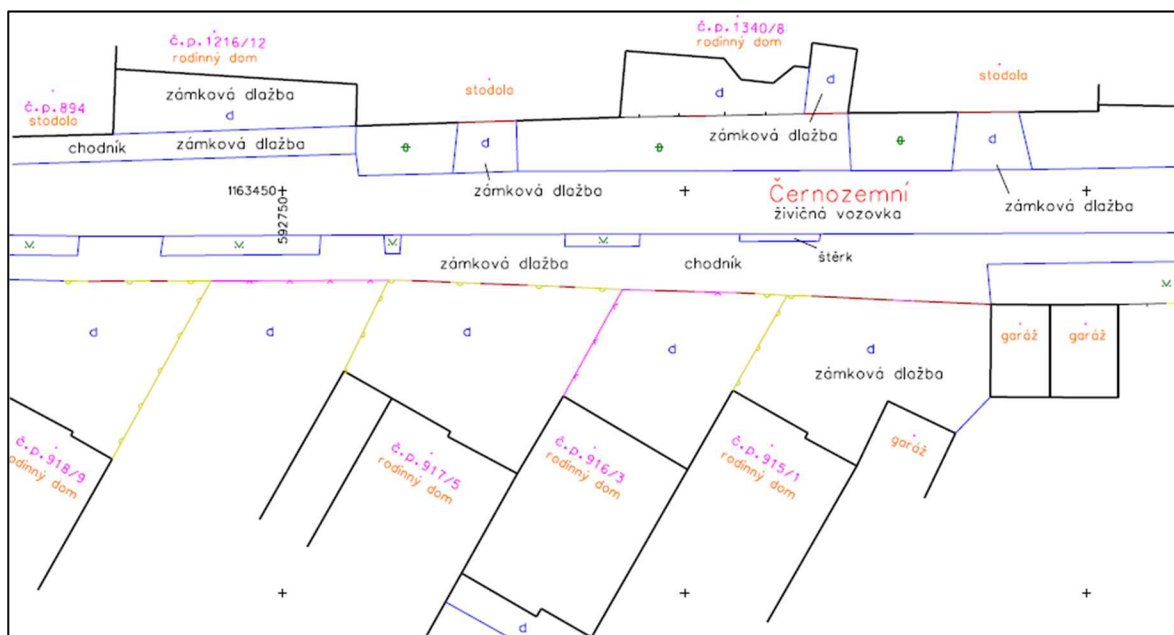 č.p.1216/12
rodinný dom
č.p.1340/8
rodinný dom
zámková dlažba
č.p.894
stodola
stodola
stodola
chodník
zámková dlažba
zámková dlažba
zámková dlažba
zámková dlažba
1163450
592750
Černozemní
živičná vozovka
zámková dlažba
chodník
štěrk
garáž
garáž
zámková dlažba
č.p.918/9
rodinný dom
č.p.917/5
rodinný dom
č.p.916/3
rodinný dom
č.p.915/1
rodinný dom
garáž